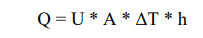 Q = U * A * ΔT * h